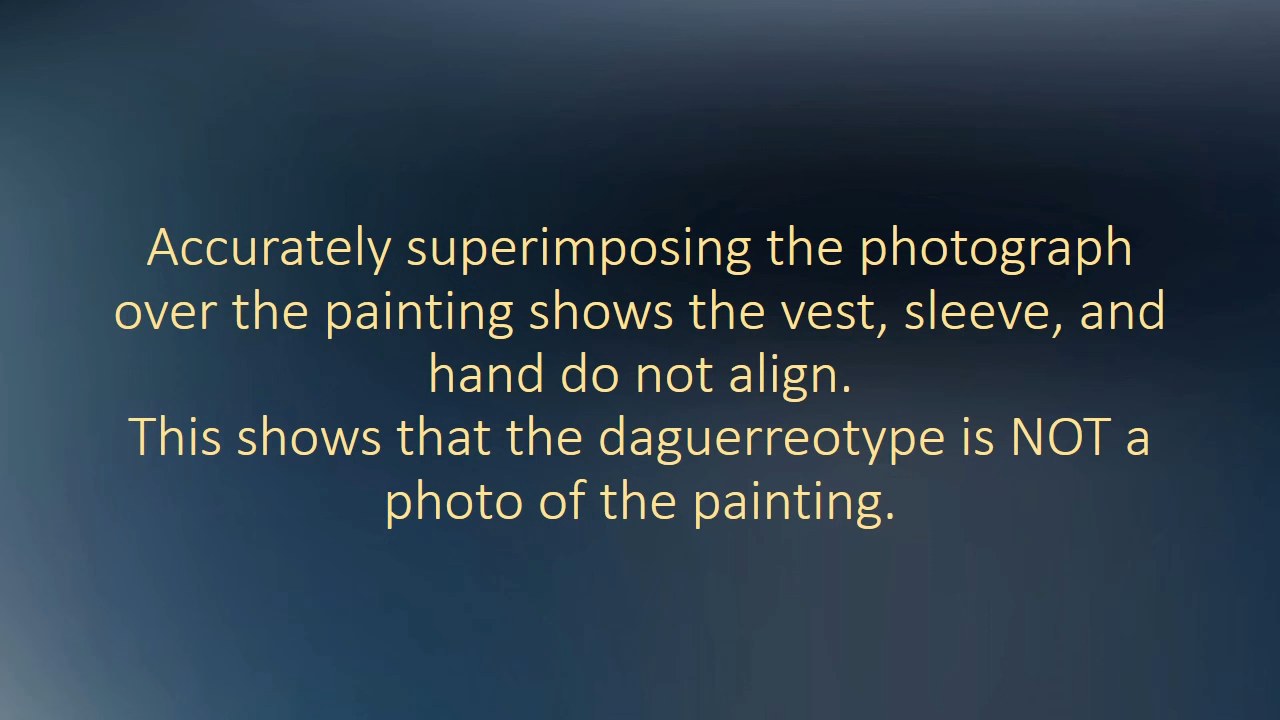 Accurately superimposing the photograph
over the painting shows the vest, sleeve, and
hand do not align.
This shows that the daguerreotype is NOT a
photo of the painting.